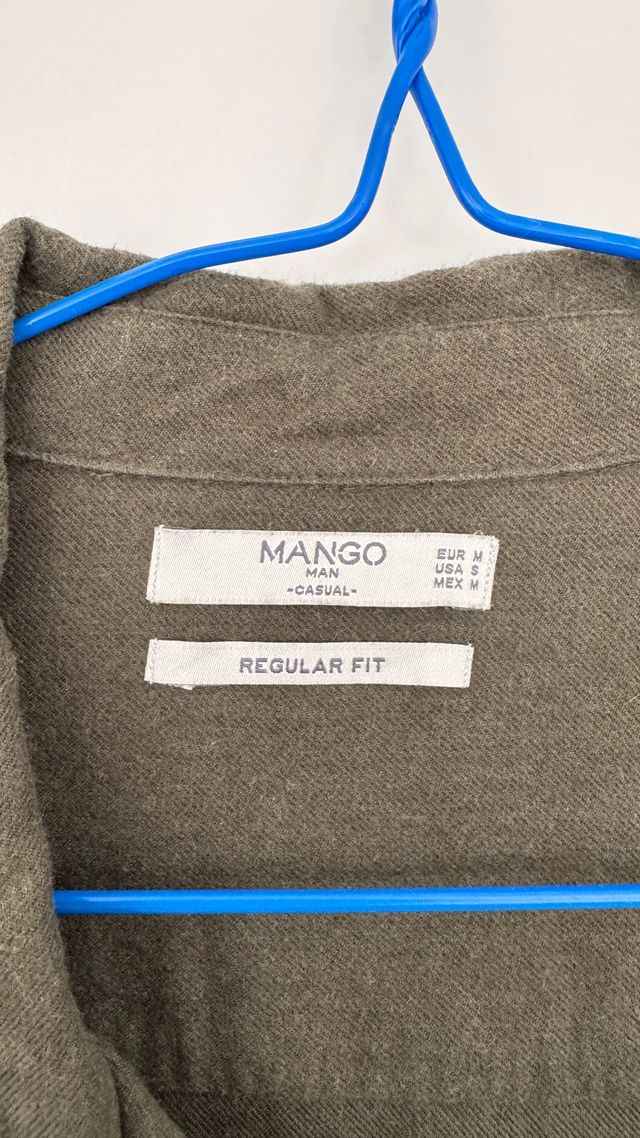 MANGO
MAN
-CASUAL-
EUR M
USA S
MEX M
REGULAR FIT